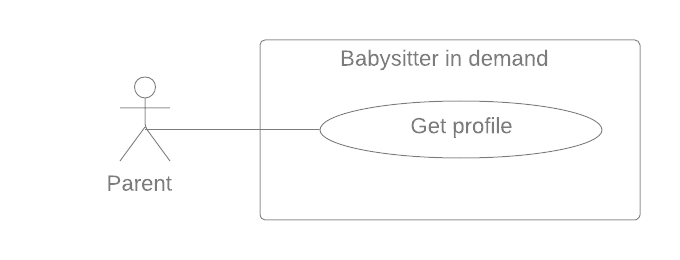 Babysitter in demand
Get profile
Parent